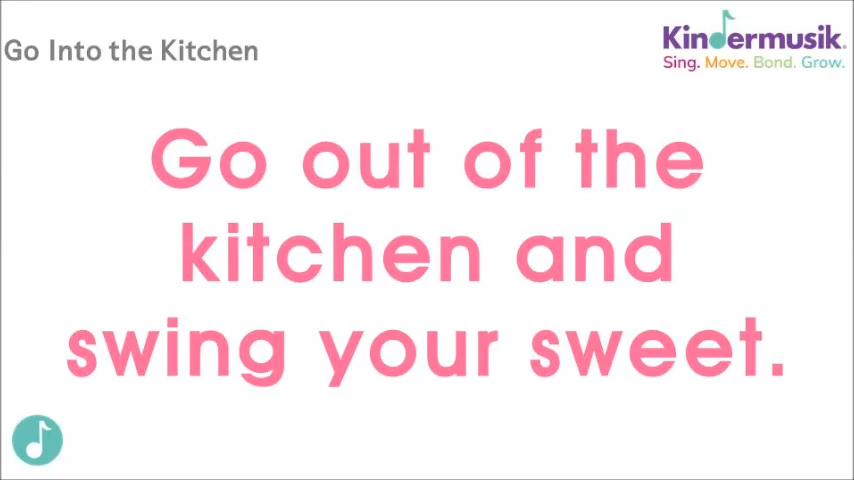 Go Into the Kitchen
Kindermusik.
Sing. Move. Bond. Grow.
Go out of the
kitchen and
swing your sweet.